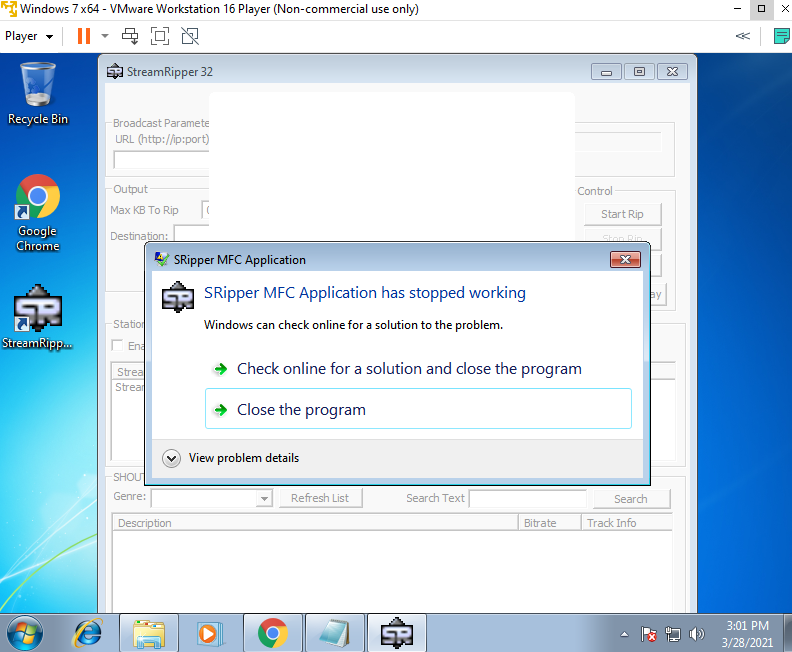 Windows 7 x64 - VMware Workstation 16 Player (Non-commercial use only)
Player
Recycle Bin
Google
Chrome
StreamRipp...
StreamRipper 32
Broadcast Paramete
URL (http://ip:port)
Output
Max KB To Rip
Destination:
Control
Start Rip
Stop Rip
ay
SRipper MFC Application
SRipper MFC Application has stopped working
Windows can check online for a solution to the problem.
Check online for a solution and close the program
Close the program
View problem details
Station
Ena
Strea
Stream
SHOUT
Genre:
Refresh List
Search Text
Search
Description
Bitrate
Track Info
3:01 PM
3/28/2021